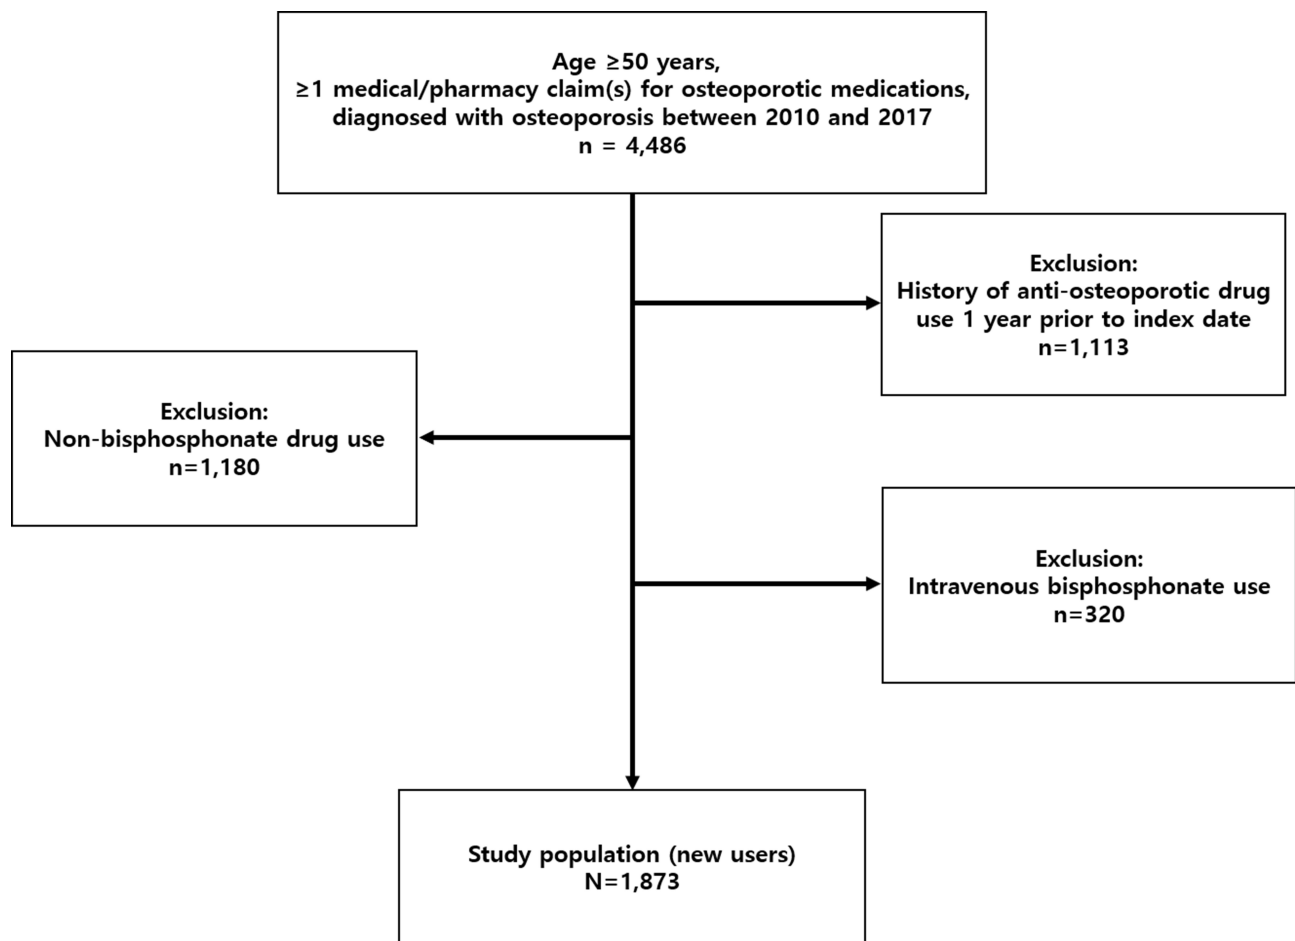 Age ≥50 years,
≥1 medical/pharmacy claim(s) for osteoporotic medications,
diagnosed with osteoporosis between 2010 and 2017
n = 4,486
Exclusion:
History of anti-osteoporotic drug
use 1 year prior to index date
n=1,113
Exclusion:
Non-bisphosphonate drug use
n=1,180
Exclusion:
Intravenous bisphosphonate use
n=320
Study population (new users)
N=1,873